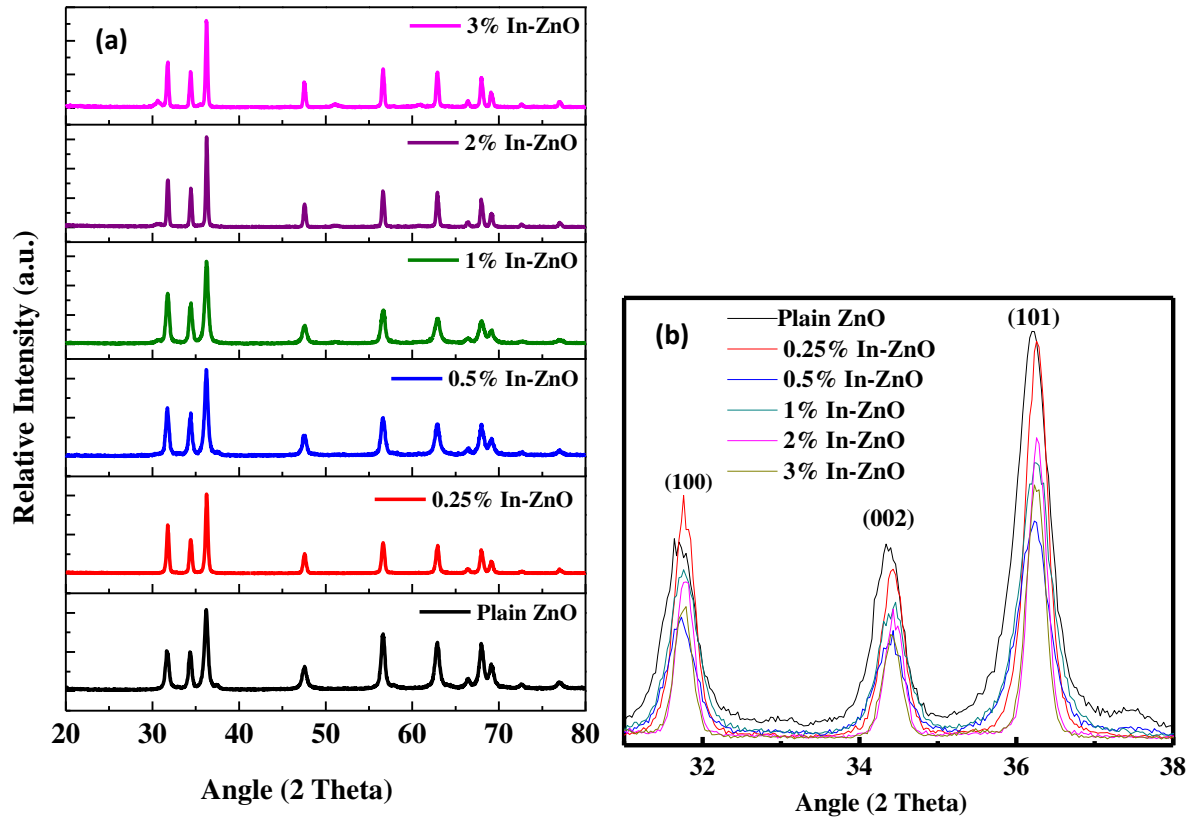 (a)
3% In-ZnO
2% In-ZnO
1% In-ZnO
0.5% In-ZnO
0.25% In-ZnO
Plain ZnO
Relative Intensity (a.u.)
20 30 40 50 60 70 80
Angle (2 Theta)
(b)
Plain ZnO
0.25% In-ZnO
0.5% In-ZnO
1% In-ZnO
2% In-ZnO
3% In-ZnO
(100)
(002)
(101)
32 34 36 38
Angle (2 Theta)